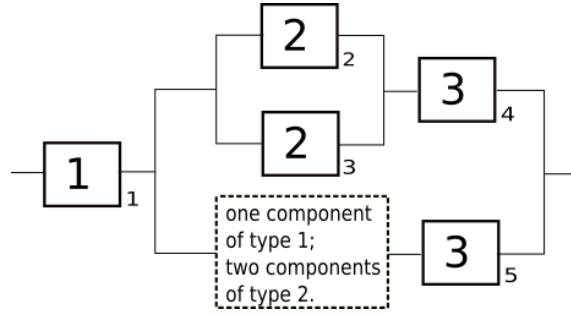 2
2
2
3
3
4
1
1
one component
of type 1;
two components
of type 2.
3
5